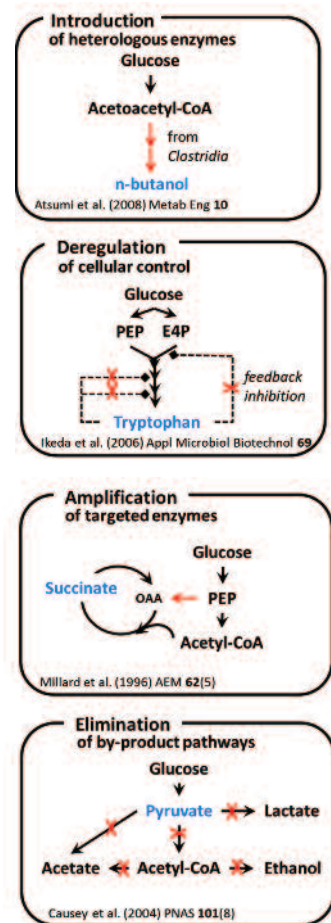 Introduction
of heterologous enzymes
Glucose
Acetoacetyl-CoA
from
Clostridia
n-butanol
Atsumi et al. (2008) Metab Eng 10
Deregulation
of cellular control
Glucose
PEP E4P
feedback
inhibition
Tryptophan
Ikeda et al. (2006) Appl Microbiol Biotechnol 69
Amplification
of targeted enzymes
Glucose
Succinate
OAA PEP
Acetyl-CoA
Millard et al. (1996) AEM 62(5)
Elimination
of by-product pathways
Glucose
Pyruvate Lactate
Acetate Acetyl-CoA Ethanol
Causey et al. (2004) PNAS 101(8)